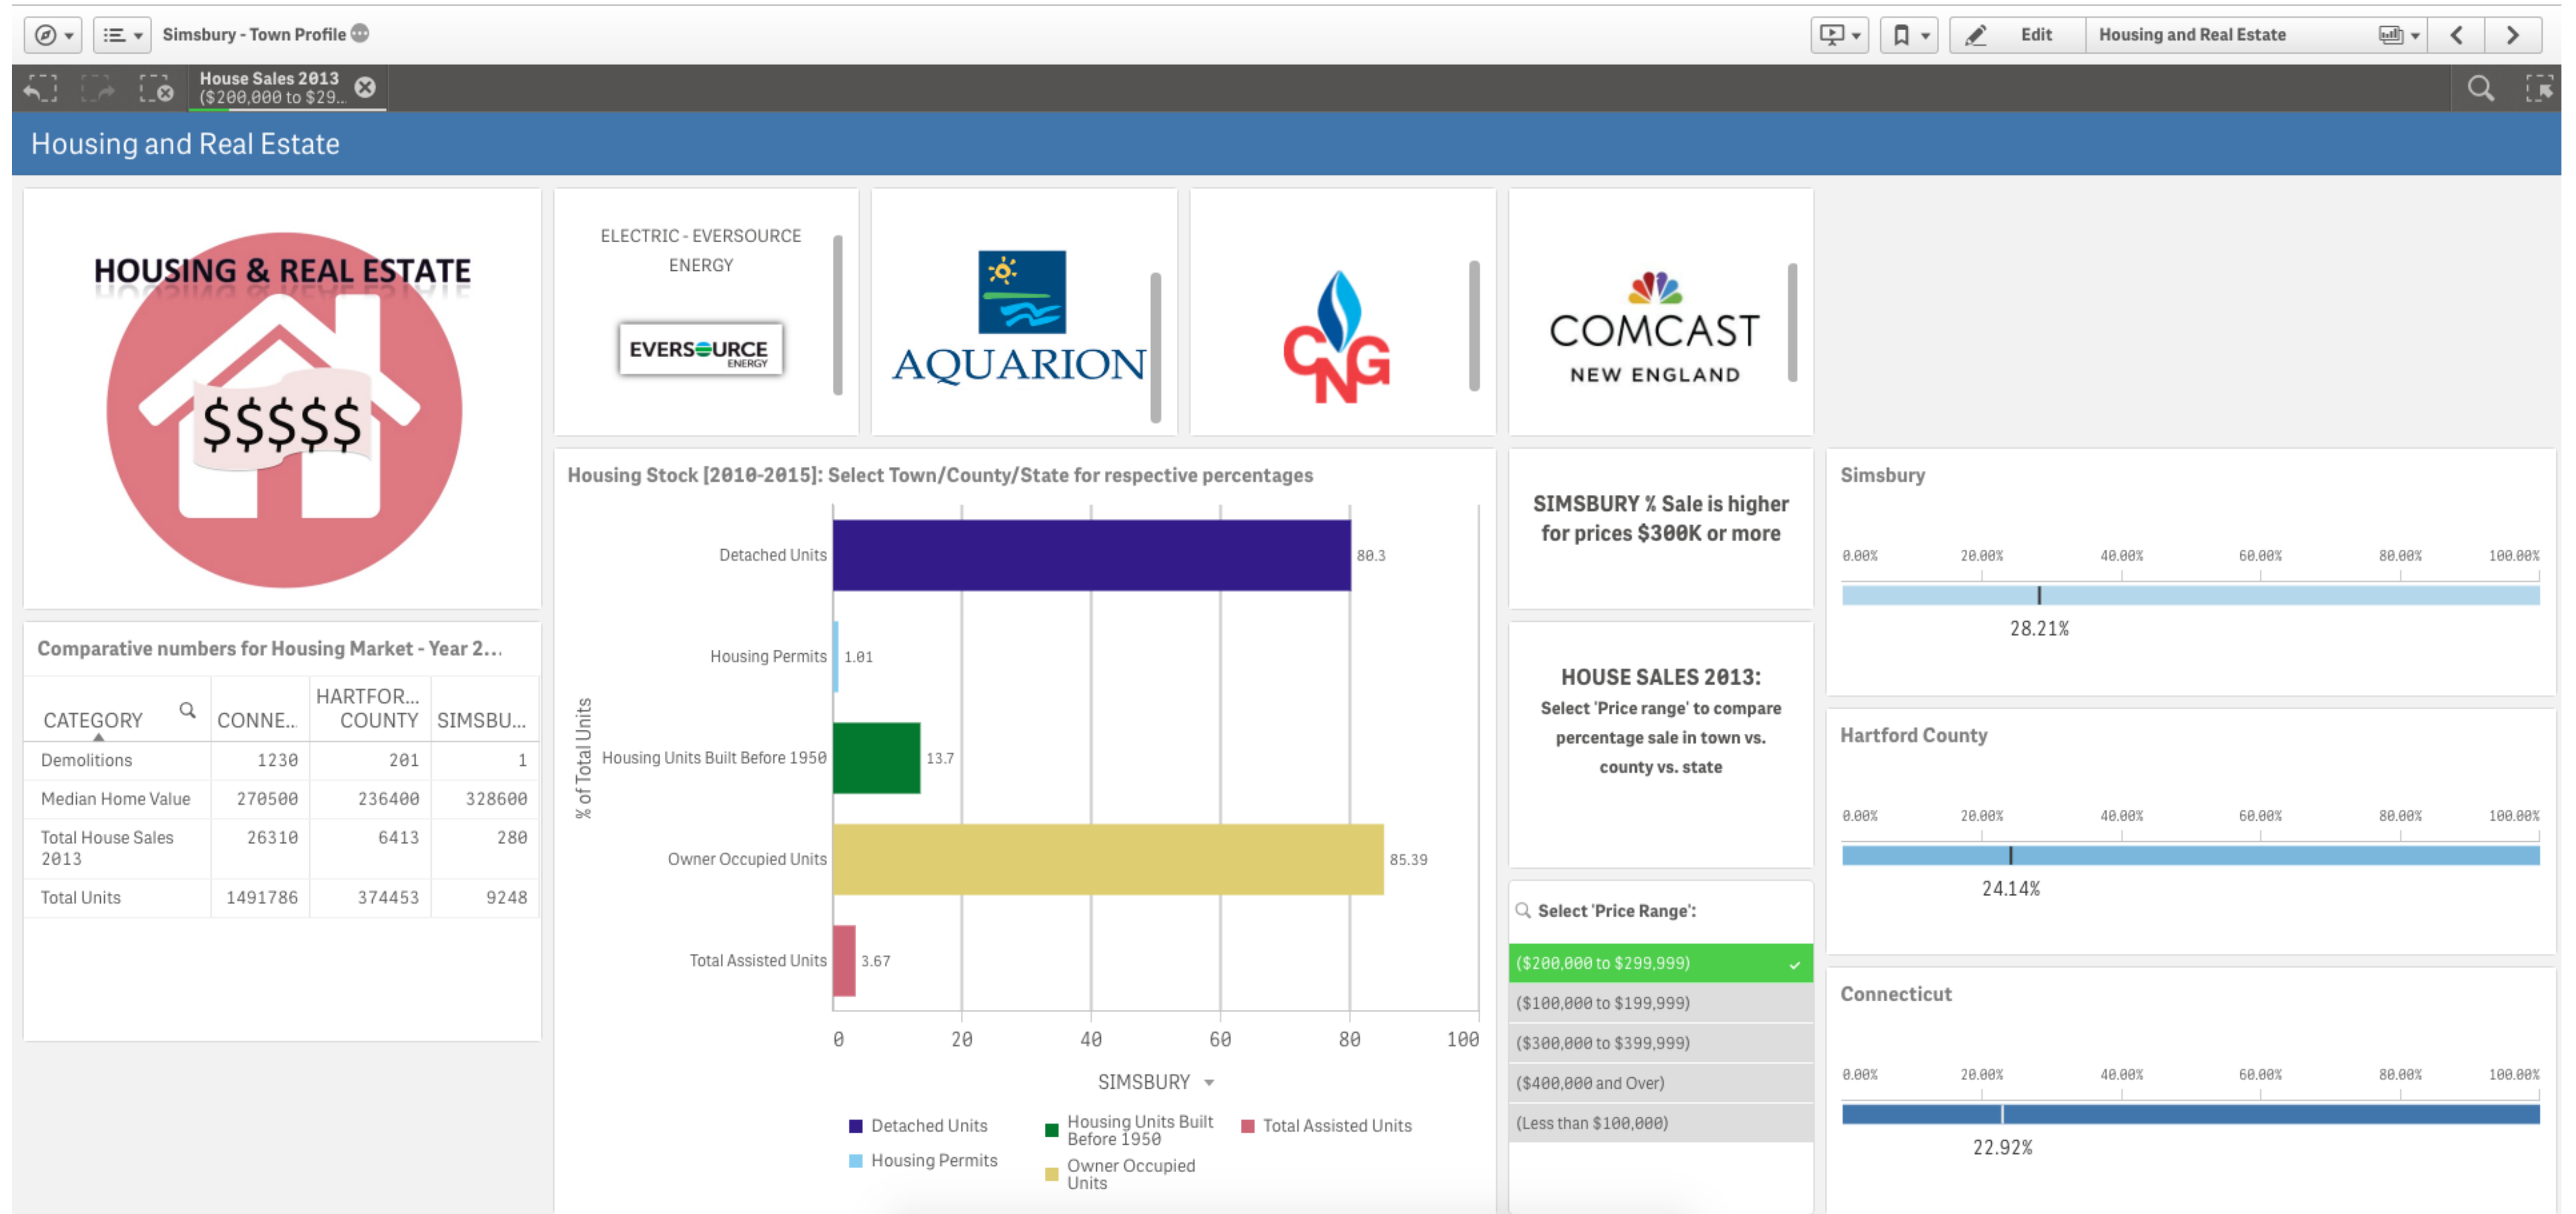 Simsbury - Town Profile
Edit
Housing and Real Estate
House Sales 2013
($200,000 to $29...
Housing and Real Estate
HOUSING & REAL ESTATE
$$$$$
ELECTRIC - EVERSOURCE
ENERGY
EVERSOURCE
ENERGY
AQUARION
CNG
COMCAST
NEW ENGLAND
Comparative numbers for Housing Market - Year 2...
CATEGORY CONNE... HARTFOR... COUNTY SIMSBU...
Demolitions 1230 201 1
Median Home Value 270500 236400 328600
Total House Sales 2013 26310 6413 280
Total Units 1491786 374453 9248
Housing Stock [2010-2015]: Select Town/County/State for respective percentages
% of Total Units
Detached Units 80.3
Housing Permits 1.01
Housing Units Built Before 1950 13.7
Owner Occupied Units 85.39
Total Assisted Units 3.67
0 20 40 60 80 100
SIMSBURY
Detached Units
Housing Units Built
Before 1950
Total Assisted Units
Housing Permits
Owner Occupied
Units
SIMSBURY % Sale is higher
for prices $300K or more
HOUSE SALES 2013:
Select 'Price range' to compare
percentage sale in town vs.
county vs. state
Select 'Price Range':
($200,000 to $299,999)
($100,000 to $199,999)
($300,000 to $399,999)
($400,000 and Over)
(Less than $100,000)
Simsbury
0.00% 20.00% 40.00% 60.00% 80.00% 100.00%
28.21%
Hartford County
0.00% 20.00% 40.00% 60.00% 80.00% 100.00%
24.14%
Connecticut
0.00% 20.00% 40.00% 60.00% 80.00% 100.00%
22.92%